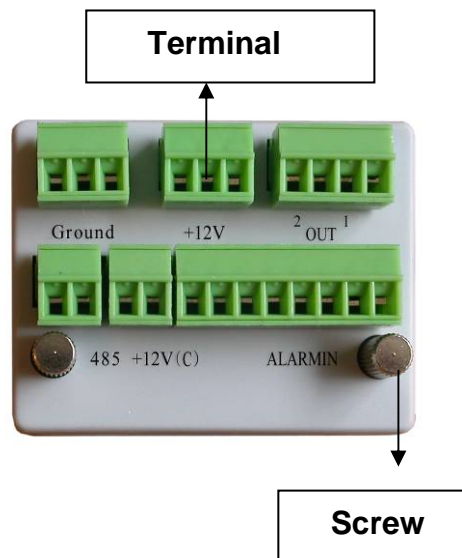 Terminal
Ground +12V 2 OUT 1
485 +12V(C) ALARMIN
Screw